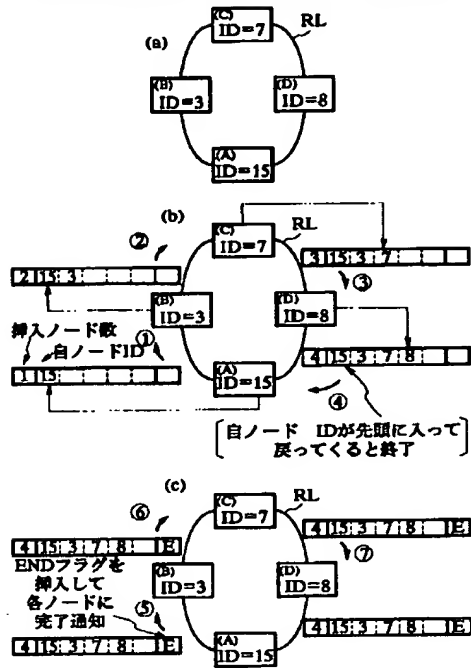 (a)
(C)
ID=7
RL
(B)
ID=3
(D)
ID=8
(A)
ID=15
(b)
RL
②
(C)
ID=7
3 15 3 7
2 15 3
③
(B)
ID=3
(D)
ID=8
挿入ノード数
自ノードID
①
1 15
(A)
ID=15
4 15 3 7 8
④
自ノード IDが先頭に入って
戻ってくると終了
(c)
RL
⑥
(C)
ID=7
4 15 3 7 8 E
4 15 3 7 8 E
⑦
ENDフラグを
挿入して
各ノードに
完了通知
(B)
ID=3
(D)
ID=8
⑤
4 15 3 7 8 E
(A)
ID=15
4 15 3 7 8 E